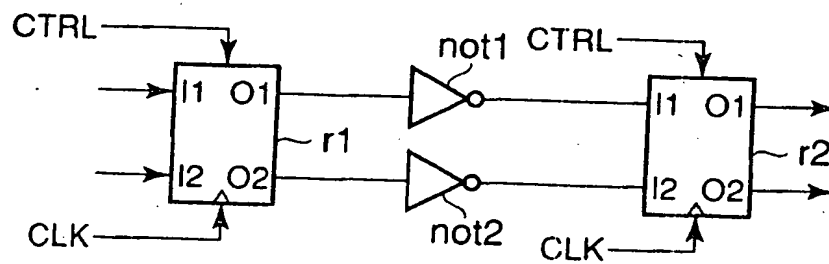 CTRL
not1
CTRL
I1 O1
I1 O1
r1
r2
I2 O2
I2 O2
CLK
not2
CLK